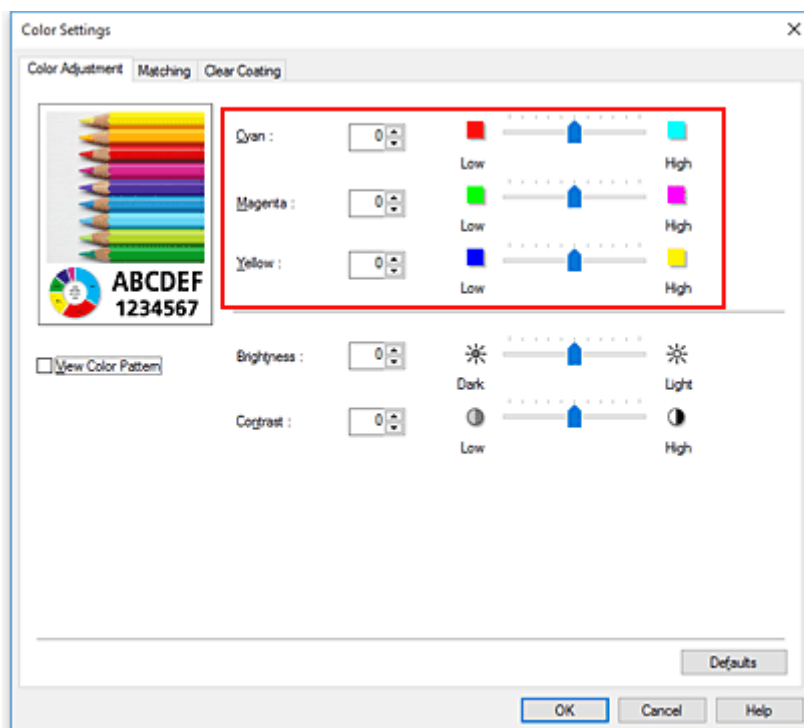 Color Settings
Color Adjustment Matching Clear Coating
Cyan : 0
Low High
Magenta : 0
Low High
Yellow : 0
Low High
ABCDEF
1234567
View Color Pattern
Brightness : 0
Dark Light
Contrast : 0
Low High
Defaults
OK Cancel Help